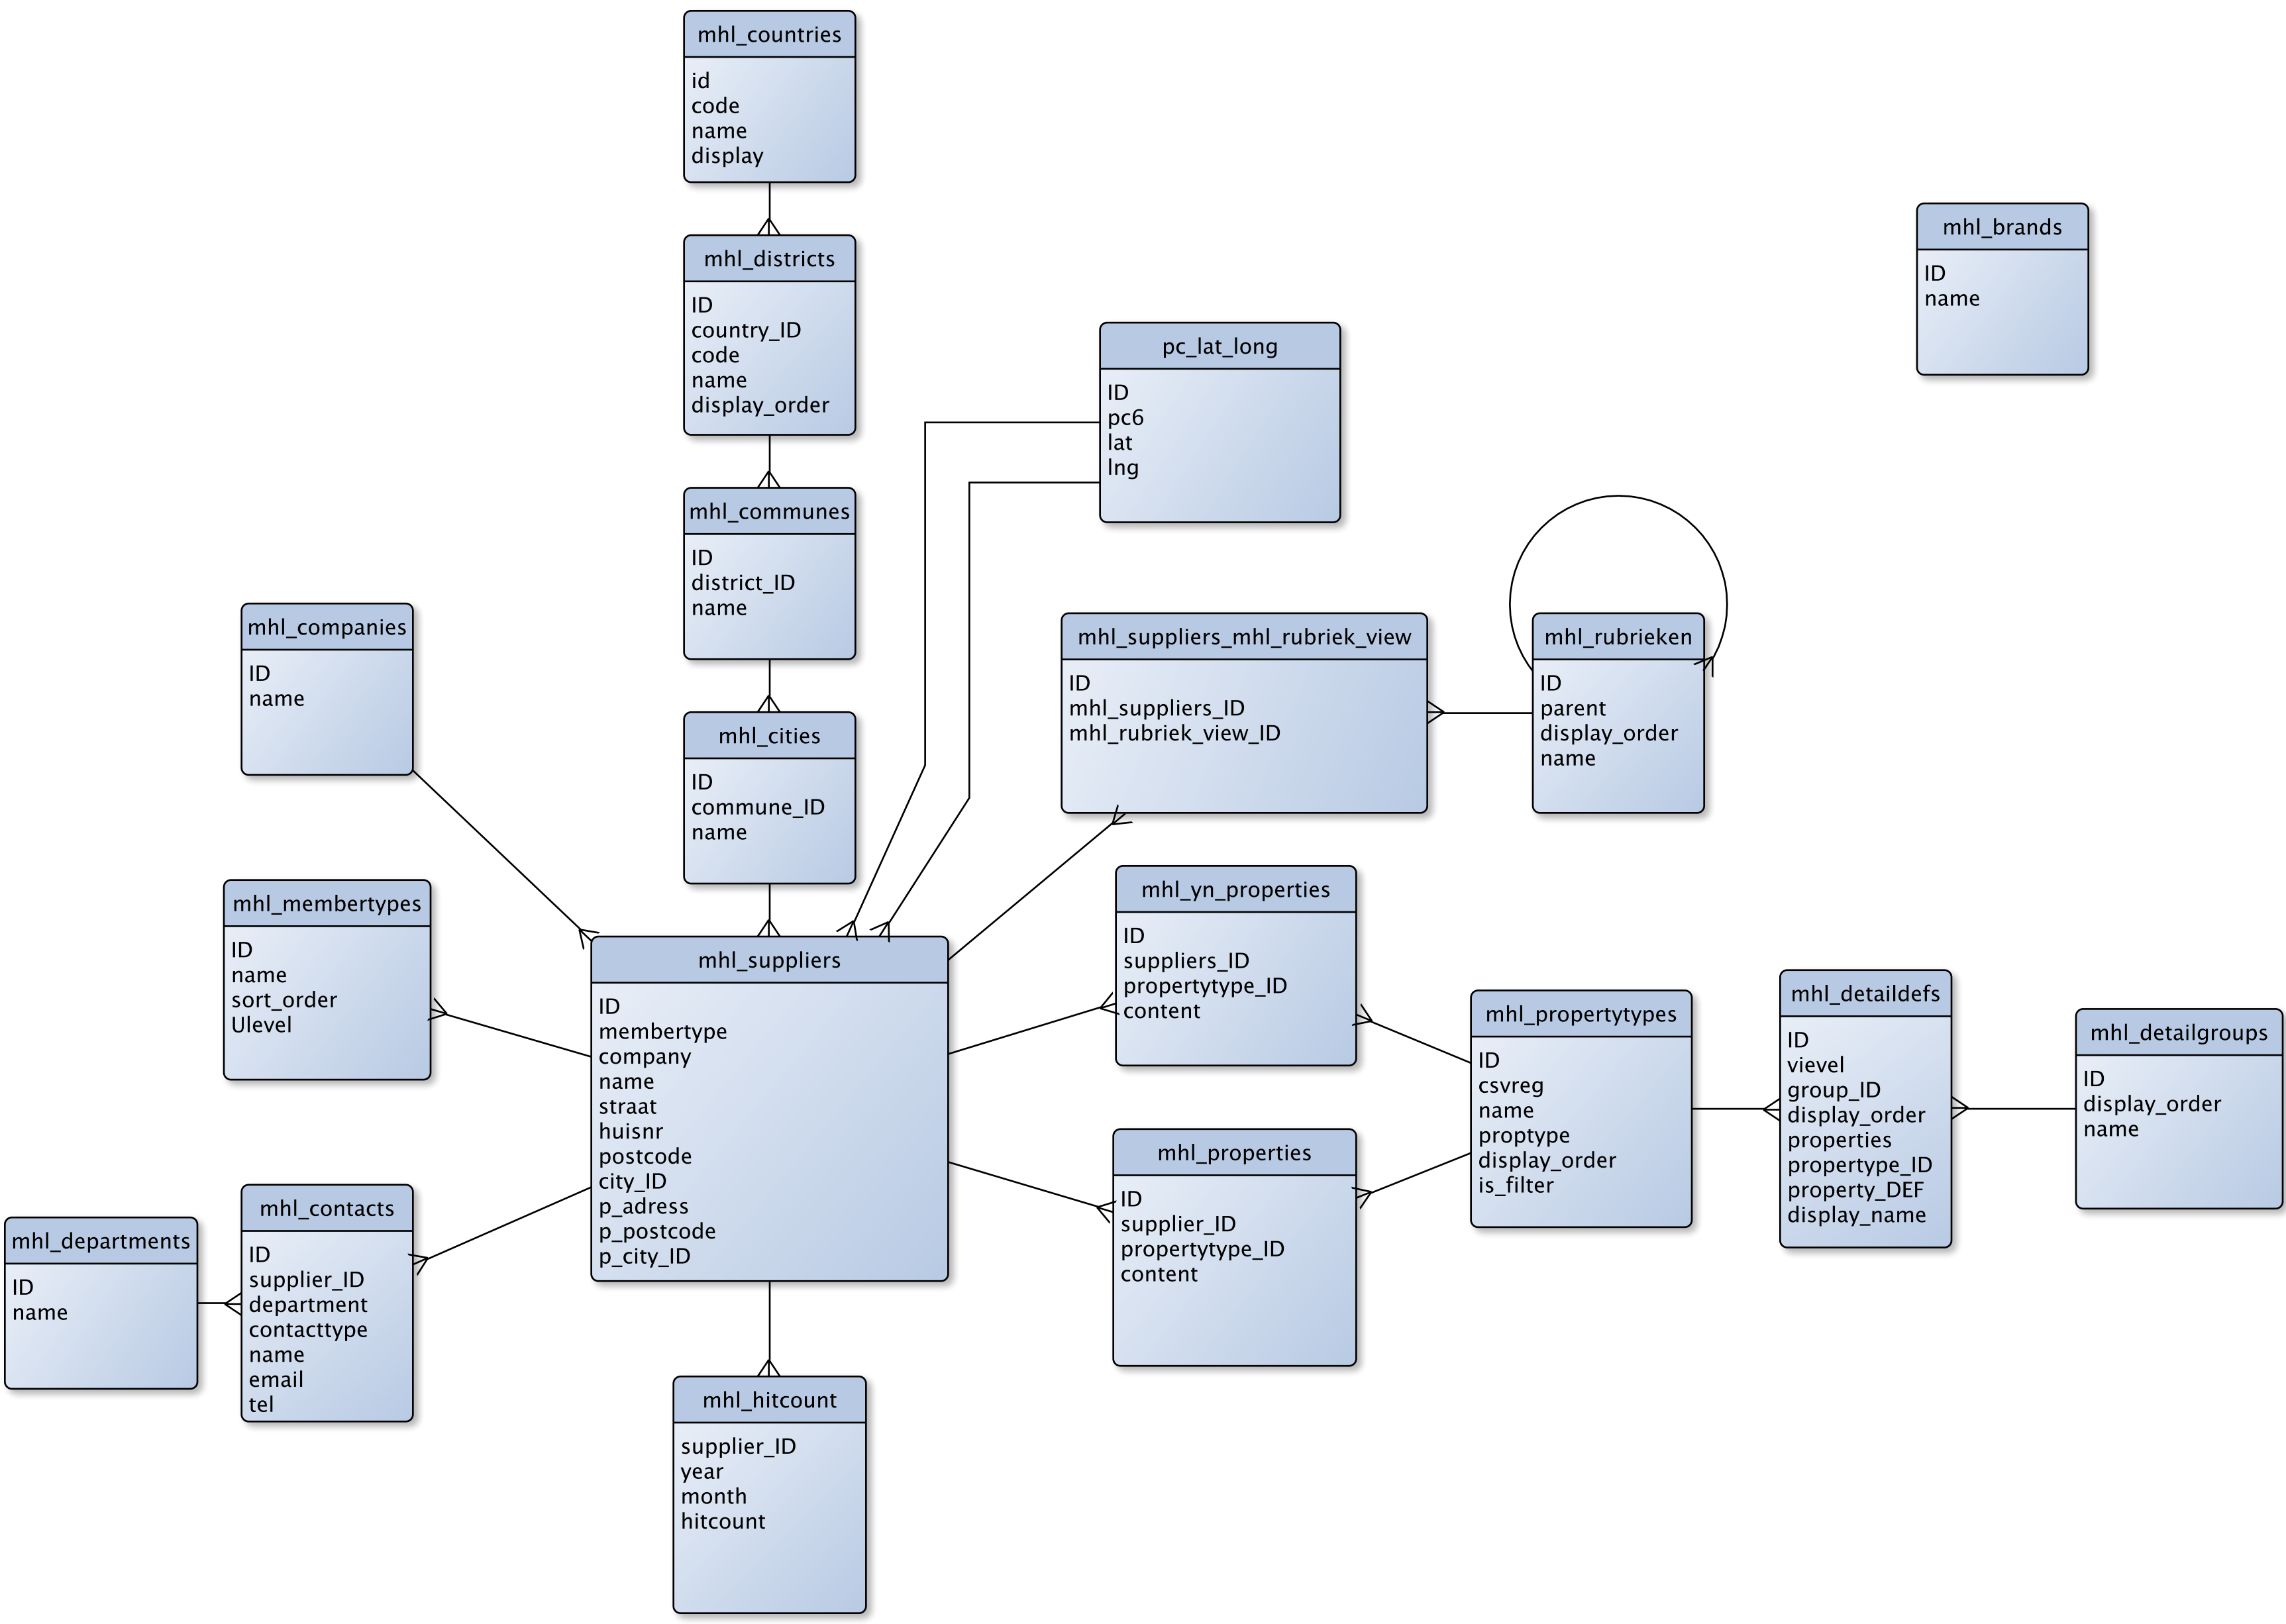 mhl_countries
id
code
name
display
mhl_districts
ID
country_ID
code
name
display_order
mhl_communes
ID
district_ID
name
mhl_cities
ID
commune_ID
name
mhl_brands
ID
name
pc_lat_long
ID
pc6
lat
lng
mhl_companies
ID
name
mhl_suppliers_mhl_rubriek_view
ID
mhl_suppliers_ID
mhl_rubriek_view_ID
mhl_rubrieken
ID
parent
display_order
name
mhl_membertypes
ID
name
sort_order
Ulevel
mhl_suppliers
ID
membertype
company
name
straat
huisnr
postcode
city_ID
p_adress
p_postcode
p_city_ID
mhl_yn_properties
ID
suppliers_ID
propertytype_ID
content
mhl_propertytypes
ID
csvreg
name
proptype
display_order
is_filter
mhl_detaildefs
ID
vievel
group_ID
display_order
properties
propertype_ID
property_DEF
display_name
mhl_detailgroups
ID
display_order
name
mhl_properties
ID
supplier_ID
propertytype_ID
content
mhl_departments
ID
name
mhl_contacts
ID
supplier_ID
department
contacttype
name
email
tel
mhl_hitcount
supplier_ID
year
month
hitcount